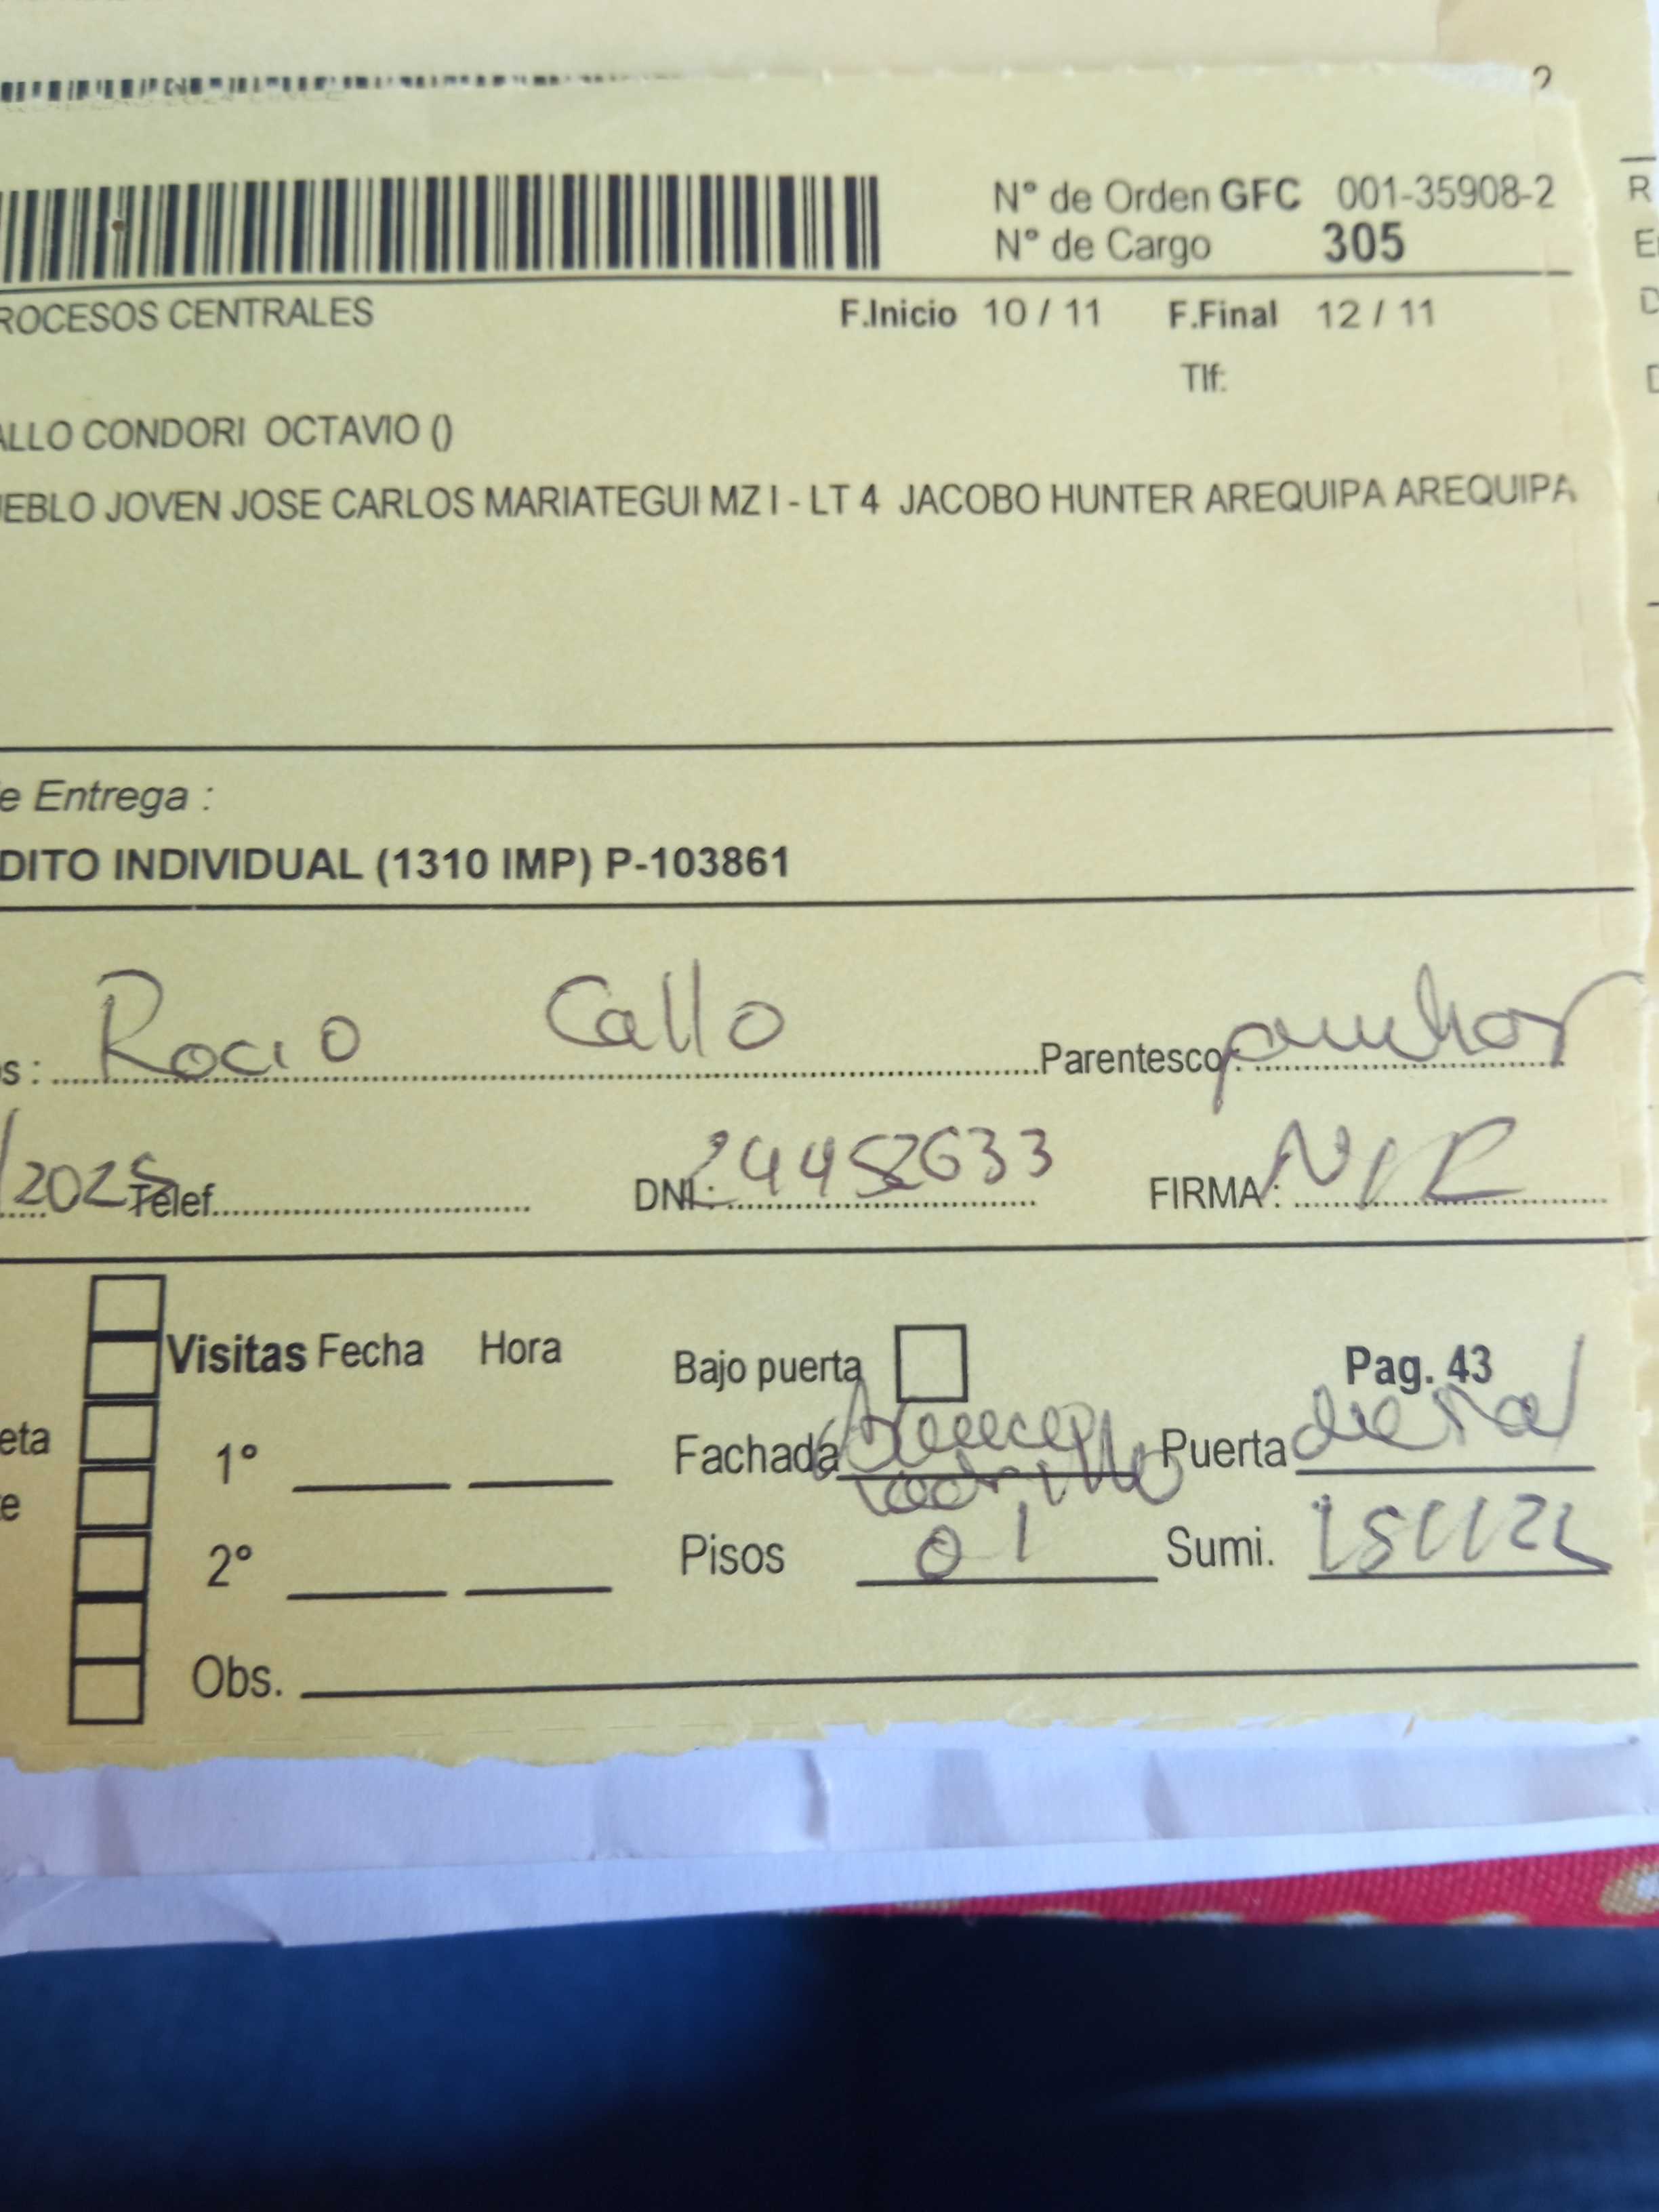 N° de Orden GFC 001-35908-2
N° de Cargo 305
ROCESOS CENTRALES F.Inicio 10 / 11 F.Final 12 / 11
Tlf:
ALLO CONDORI OCTAVIO ()
UEBLO JOVEN JOSE CARLOS MARIATEGUI MZ I - LT 4 JACOBO HUNTER AREQUIPA AREQUIPA
e Entrega :
DITO INDIVIDUAL (1310 IMP) P-103861
s : Rocio Callo Parentesco:
/2025 Telef. DNI: 24452633 FIRMA: N/R
Visitas Fecha Hora Bajo puerta Pag. 43
eta 1° Fachada ladrillo Puerta
te 2° Pisos 01 Sumi.
Obs.